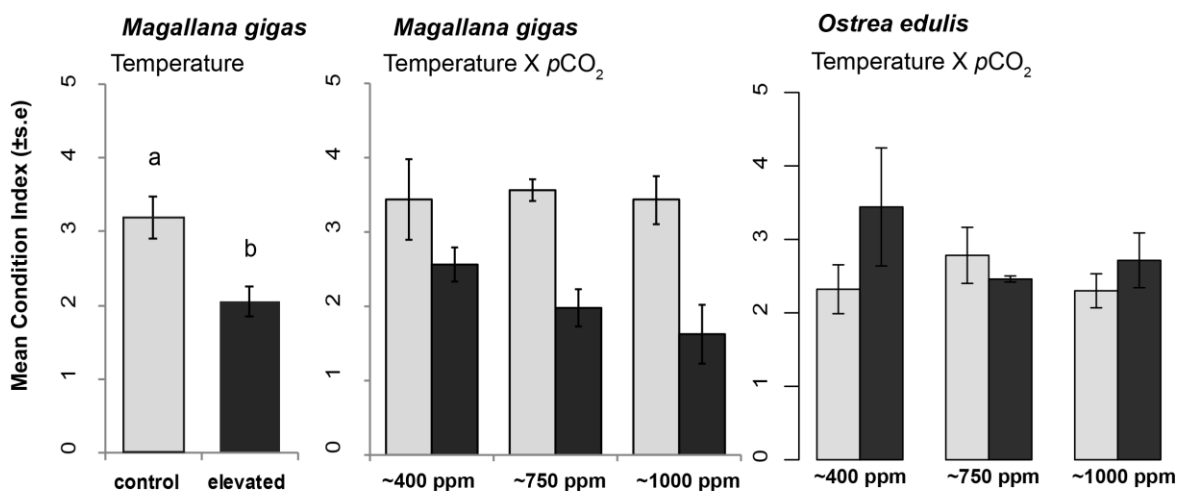 Magallana gigas
Temperature
Mean Condition Index (±s.e)
5
4
3
2
1
0
a
b
control
elevated
Magallana gigas
Temperature X pCO₂
5
4
3
2
1
0
~400 ppm
~750 ppm
~1000 ppm
Ostrea edulis
Temperature X pCO₂
5
4
3
2
1
0
~400 ppm
~750 ppm
~1000 ppm